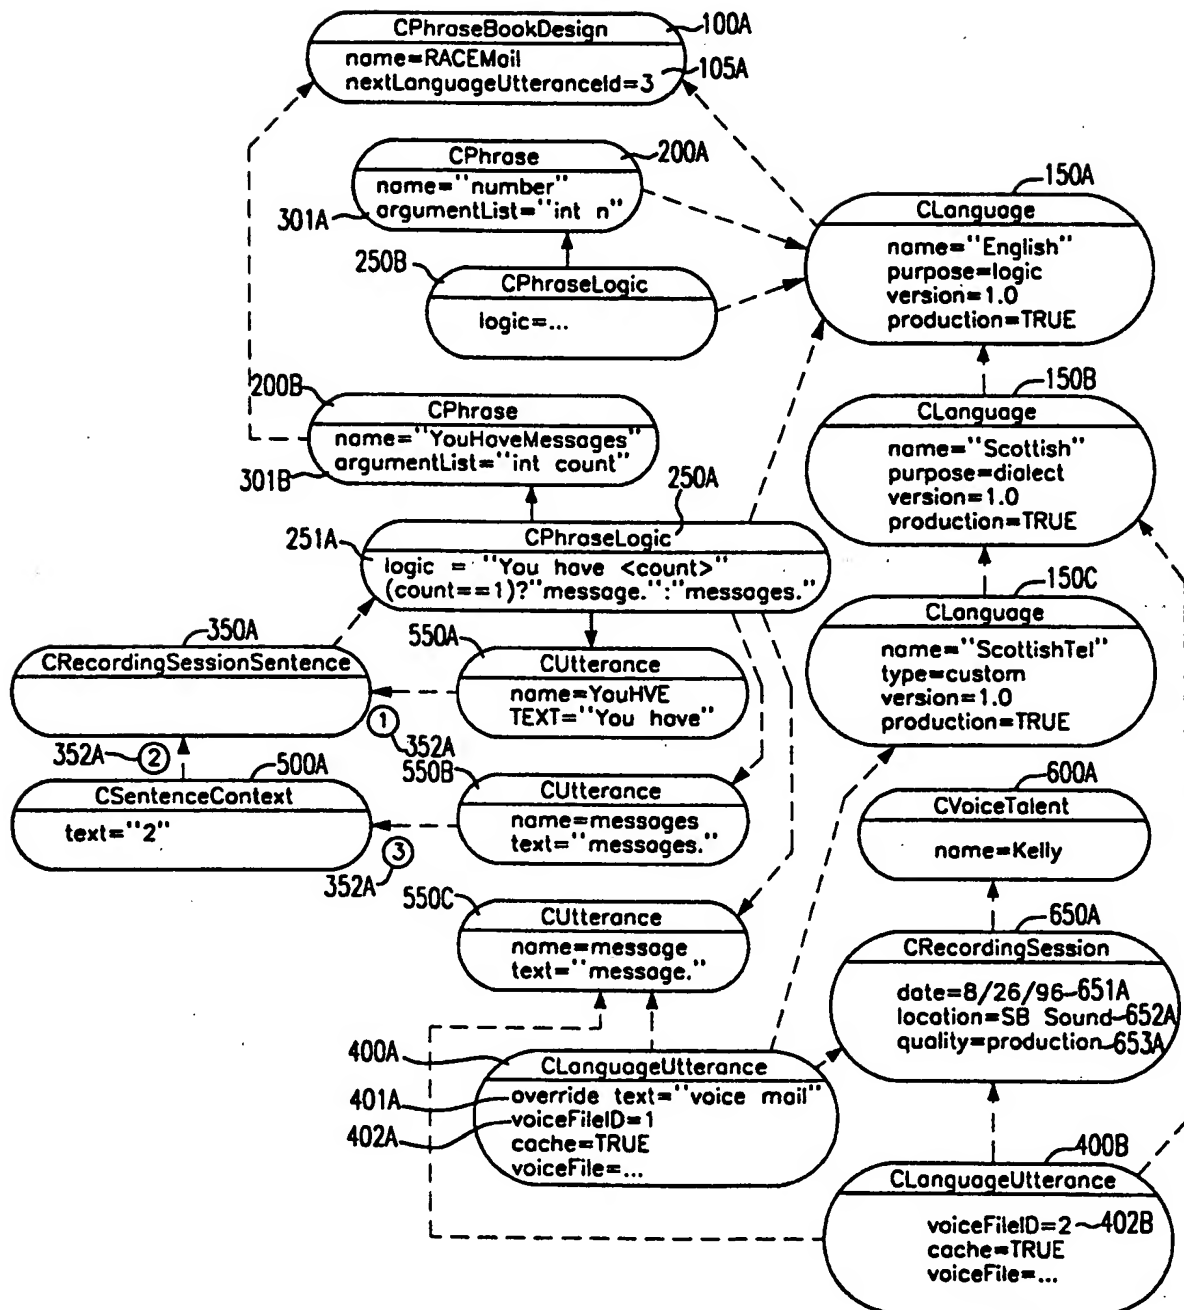 CPhraseBookDesign
100A
name=RACEMail
nextLanguageUtteranceId=3
105A
CPhrase
200A
name="number"
argumentList="int n"
301A
150A
CLanguage
name="English"
purpose=logic
version=1.0
production=TRUE
250B
CPhraseLogic
logic=...
200B
CPhrase
name="YouHaveMessages"
argumentList="int count"
301B
150B
CLanguage
name="Scottish"
purpose=dialect
version=1.0
production=TRUE
250A
CPhraseLogic
251A
logic = "You have <count>"
(count==1)?"message.":"messages."
150C
CLanguage
name="ScottishTel"
type=custom
version=1.0
production=TRUE
350A
CRecordingSessionSentence
550A
CUtterance
name=YouHVE
TEXT="You have"
1
352A
352A
2
500A
CSentenceContext
text="2"
550B
CUtterance
name=messages
text="messages."
3
352A
600A
CVoiceTalent
name=Kelly
550C
CUtterance
name=message
text="message."
650A
CRecordingSession
date=8/26/96
651A
location=SB Sound
652A
quality=production
653A
400A
CLanguageUtterance
401A
override text="voice mail"
402A
voiceFileID=1
cache=TRUE
voiceFile=...
400B
CLanguageUtterance
voiceFileID=2
402B
cache=TRUE
voiceFile=...